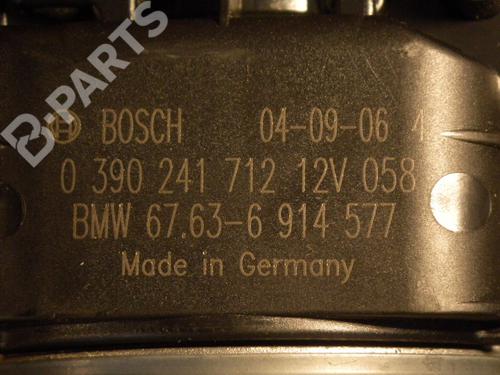 B-PARTS
BOSCH 04-09-06 4
0 390 241 712 12V 058
BMW 67.63-6 914 577
Made in Germany